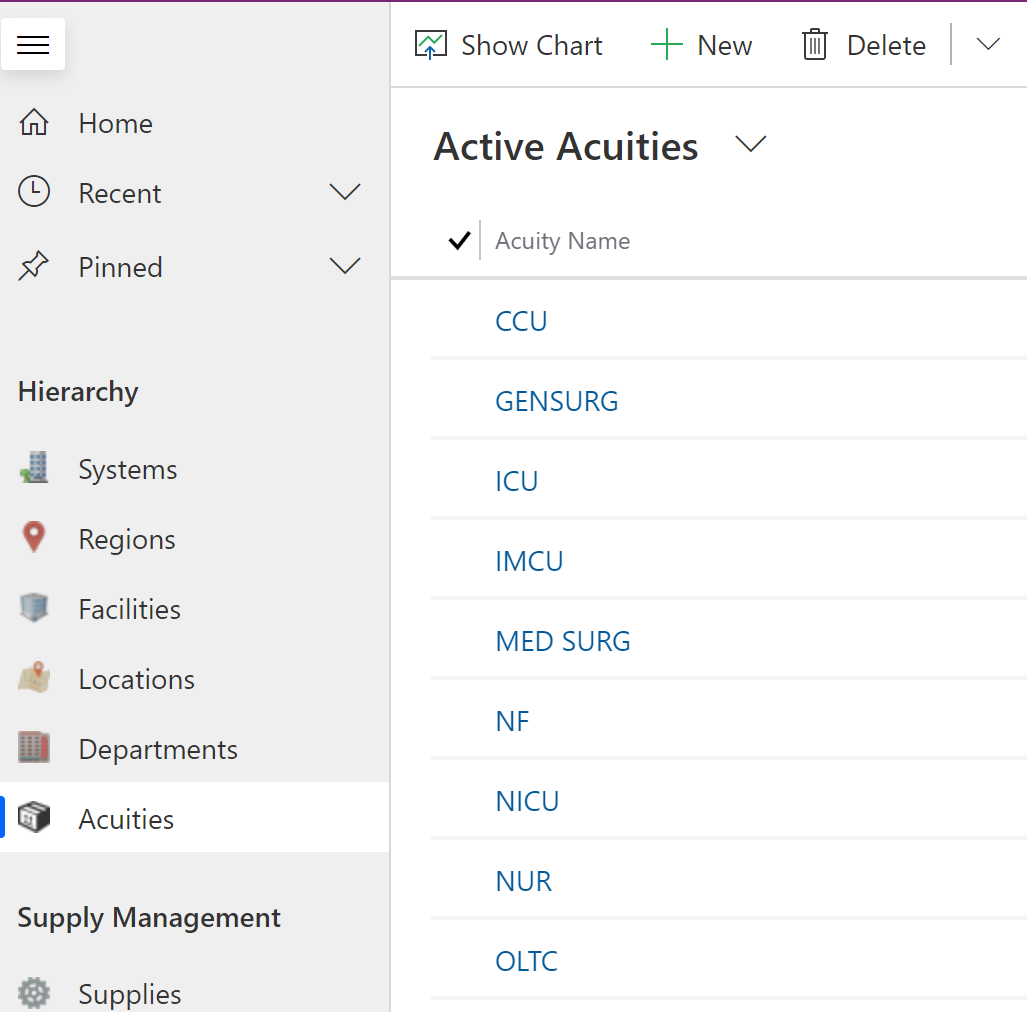 Show Chart
New
Delete
Home
Recent
Pinned
Hierarchy
Systems
Regions
Facilities
Locations
Departments
Acuities
Supply Management
Supplies
Active Acuities
Acuity Name
CCU
GENSURG
ICU
IMCU
MED SURG
NF
NICU
NUR
OLTC